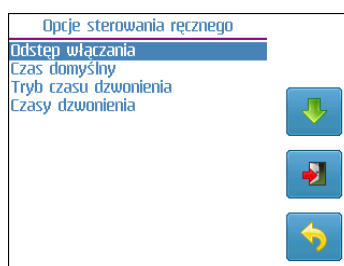 Opcje sterowania ręcznego
Odstęp włączania
Czas domyślny
Tryb czasu dzwonienia
Czasy dzwonienia